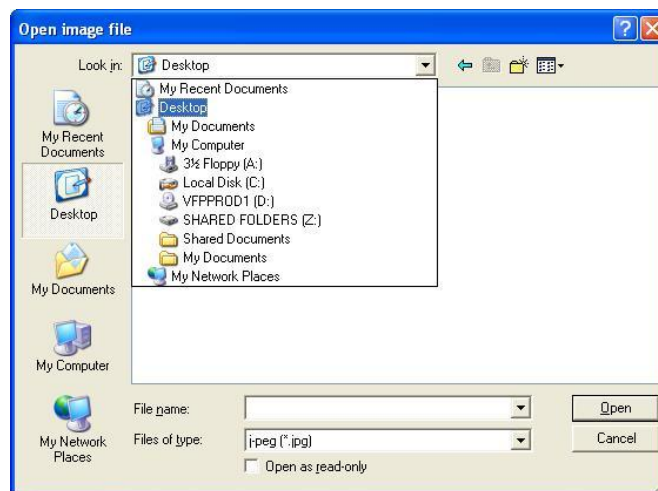 Open image file
Look in:
Desktop
My Recent Documents
Desktop
My Documents
My Computer
3½ Floppy (A:)
Local Disk (C:)
VFPPROD1 (D:)
SHARED FOLDERS (Z:)
Shared Documents
My Documents
My Network Places
My Recent
Documents
Desktop
My Documents
My Computer
My Network
Places
File name:
Open
Files of type:
j-peg (*.jpg)
Cancel
Open as read-only